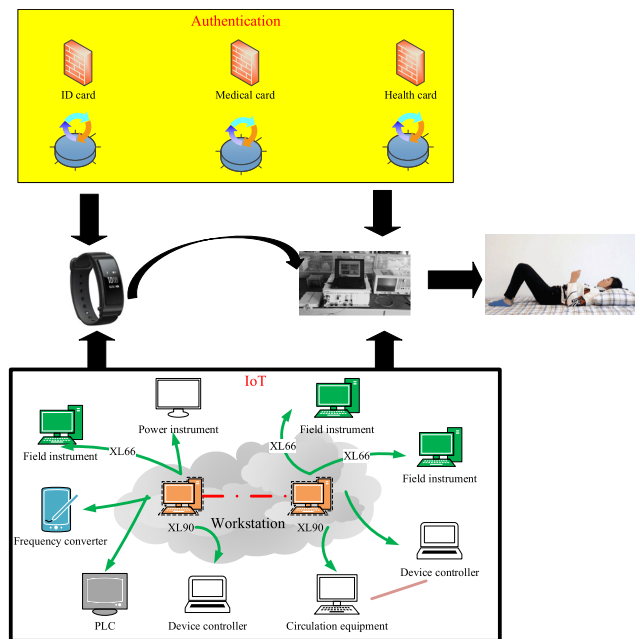 Authentication
ID card
Medical card
Health card
IoT
Power instrument
Field instrument
XL66
Field instrument
XL66
XL66
Field instrument
XL90
Workstation
XL90
Frequency converter
Device controller
PLC
Device controller
Circulation equipment